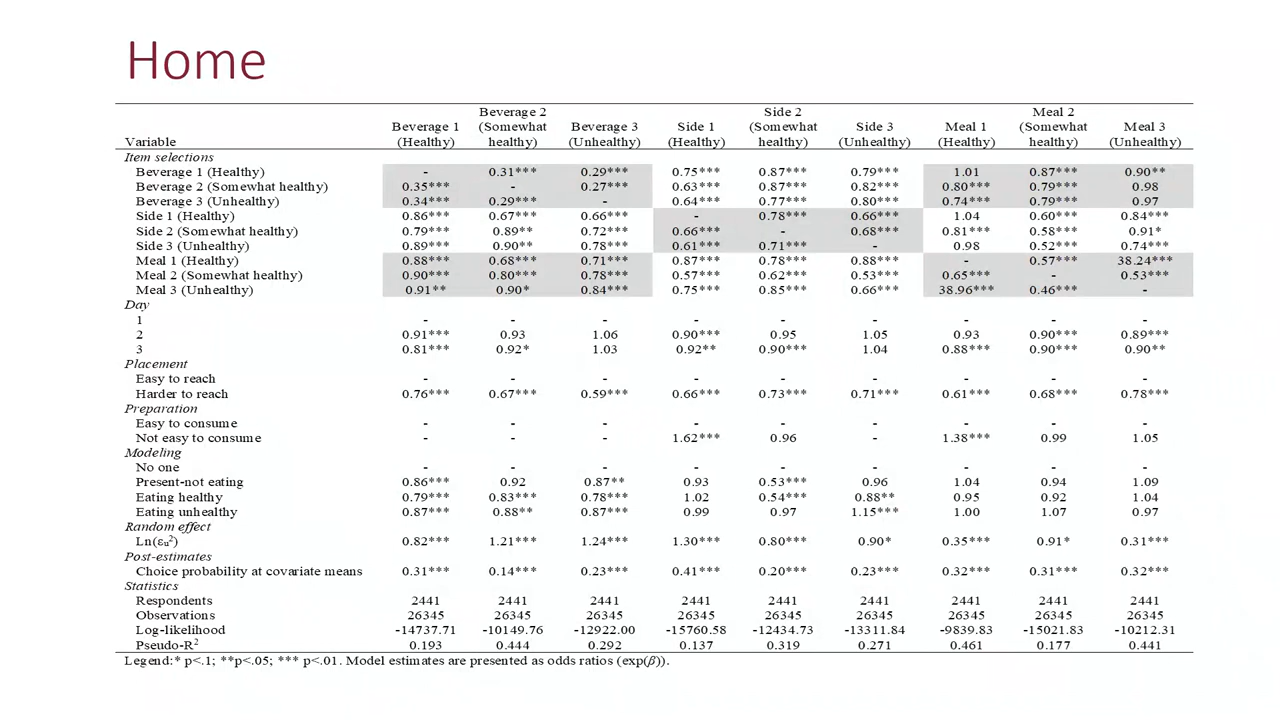 Home
Beverage 2 Side 2 Meal 2
Beverage 1 (Somewhat Beverage 3 Side 1 (Somewhat Side 3 Meal 1 (Somewhat Meal 3
Variable (Healthy) healthy) (Unhealthy) (Healthy) healthy) (Unhealthy) (Healthy) healthy) (Unhealthy)
Item selections
Beverage 1 (Healthy) - 0.31*** 0.29*** 0.75*** 0.87*** 0.79*** 1.01 0.87*** 0.90**
Beverage 2 (Somewhat healthy) 0.35*** - 0.27*** 0.63*** 0.87*** 0.82*** 0.80*** 0.79*** 0.98
Beverage 3 (Unhealthy) 0.34*** 0.29*** - 0.64*** 0.77*** 0.80*** 0.74*** 0.79*** 0.97
Side 1 (Healthy) 0.86*** 0.67*** 0.66*** - 0.78*** 0.66*** 1.04 0.60*** 0.84***
Side 2 (Somewhat healthy) 0.79*** 0.89** 0.72*** 0.66*** - 0.68*** 0.81*** 0.58*** 0.91*
Side 3 (Unhealthy) 0.89*** 0.90** 0.78*** 0.61*** 0.71*** - 0.98 0.52*** 0.74***
Meal 1 (Healthy) 0.88*** 0.68*** 0.71*** 0.87*** 0.78*** 0.88*** - 0.57*** 38.24***
Meal 2 (Somewhat healthy) 0.90*** 0.80*** 0.78*** 0.57*** 0.62*** 0.53*** 0.65*** - 0.53***
Meal 3 (Unhealthy) 0.91** 0.90* 0.84*** 0.75*** 0.85*** 0.66*** 38.96*** 0.46*** -
Day
1 - - - - - - - - -
2 0.91*** 0.93 1.06 0.90*** 0.95 1.05 0.93 0.90*** 0.89***
3 0.81*** 0.92* 1.03 0.92** 0.90*** 1.04 0.88*** 0.90*** 0.90**
Placement
Easy to reach - - - - - - - - -
Harder to reach 0.76*** 0.67*** 0.59*** 0.66*** 0.73*** 0.71*** 0.61*** 0.68*** 0.78***
Preparation
Easy to consume - - - - - - - - -
Not easy to consume - - - 1.62*** 0.96 - 1.38*** 0.99 1.05
Modeling
No one - - - - - - - - -
Present-not eating 0.86*** 0.92 0.87** 0.93 0.53*** 0.96 1.04 0.94 1.09
Eating healthy 0.79*** 0.83*** 0.78*** 1.02 0.54*** 0.88** 0.95 0.92 1.04
Eating unhealthy 0.87*** 0.88** 0.87*** 0.99 0.97 1.15*** 1.00 1.07 0.97
Random effect
Ln(εᵤ²) 0.82*** 1.21*** 1.24*** 1.30*** 0.80*** 0.90* 0.35*** 0.91* 0.31***
Post-estimates
Choice probability at covariate means 0.31*** 0.14*** 0.23*** 0.41*** 0.20*** 0.23*** 0.32*** 0.31*** 0.32***
Statistics
Respondents 2441 2441 2441 2441 2441 2441 2441 2441 2441
Observations 26345 26345 26345 26345 26345 26345 26345 26345 26345
Log-likelihood -14737.71 -10149.76 -12922.00 -15760.58 -12434.73 -13311.84 -9839.83 -15021.83 -10212.31
Pseudo-R² 0.193 0.444 0.292 0.137 0.319 0.271 0.461 0.177 0.441
Legend:* p<.1; **p<.05; *** p<.01. Model estimates are presented as odds ratios (exp(β)).